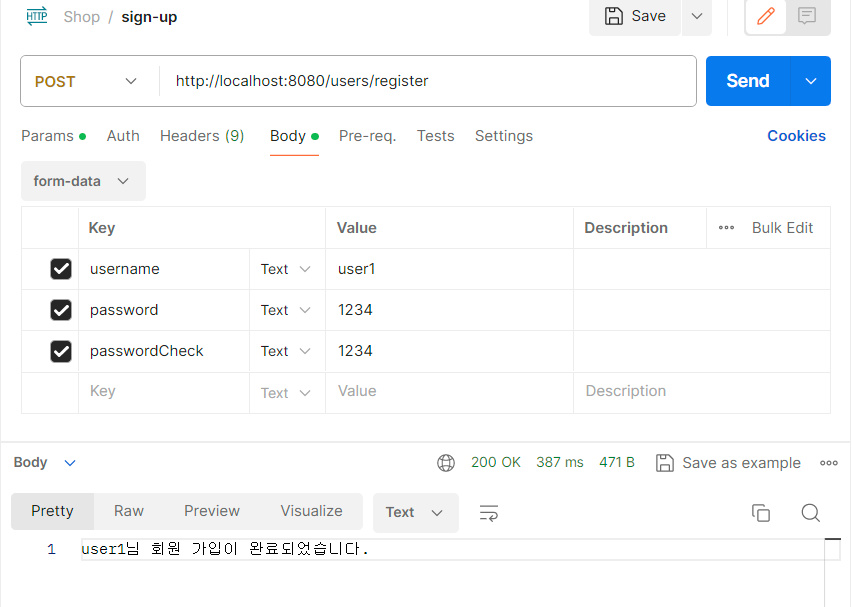 HTTP Shop / sign-up Save
POST http://localhost:8080/users/register Send
Params Auth Headers (9) Body Pre-req. Tests Settings Cookies
form-data
Key Value Description Bulk Edit
username Text user1
password Text 1234
passwordCheck Text 1234
Key Text Value Description
Body 200 OK 387 ms 471 B Save as example
Pretty Raw Preview Visualize Text
1 user1님 회원 가입이 완료되었습니다.